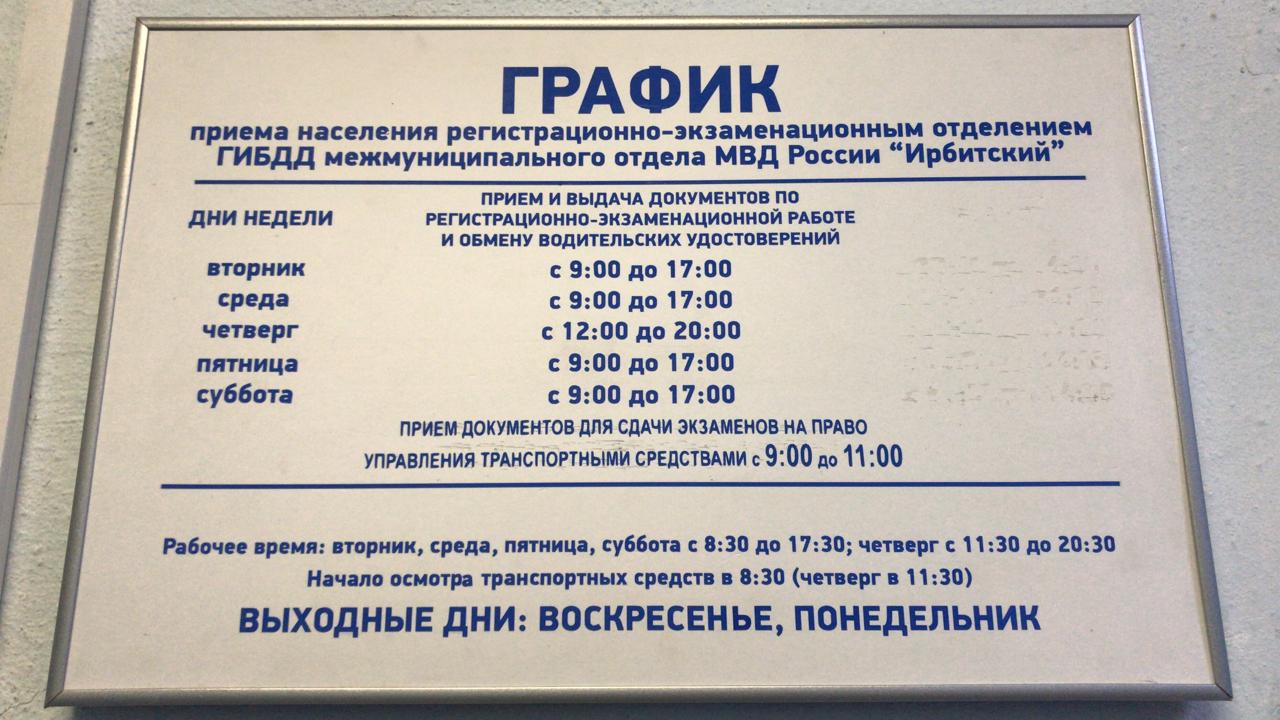 ГРАФИК
приема населения регистрационно-экзаменационным отделением
ГИБДД межмуниципального отдела МВД России “Ирбитский”
ДНИ НЕДЕЛИ
ПРИЕМ И ВЫДАЧА ДОКУМЕНТОВ ПО
РЕГИСТРАЦИОННО-ЭКЗАМЕНАЦИОННОЙ РАБОТЕ
И ОБМЕНУ ВОДИТЕЛЬСКИХ УДОСТОВЕРЕНИЙ
вторник с 9:00 до 17:00
среда с 9:00 до 17:00
четверг с 12:00 до 20:00
пятница с 9:00 до 17:00
суббота с 9:00 до 17:00
ПРИЕМ ДОКУМЕНТОВ ДЛЯ СДАЧИ ЭКЗАМЕНОВ НА ПРАВО
УПРАВЛЕНИЯ ТРАНСПОРТНЫМИ СРЕДСТВАМИ с 9:00 до 11:00
Рабочее время: вторник, среда, пятница, суббота с 8:30 до 17:30; четверг с 11:30 до 20:30
Начало осмотра транспортных средств в 8:30 (четверг в 11:30)
ВЫХОДНЫЕ ДНИ: ВОСКРЕСЕНЬЕ, ПОНЕДЕЛЬНИК